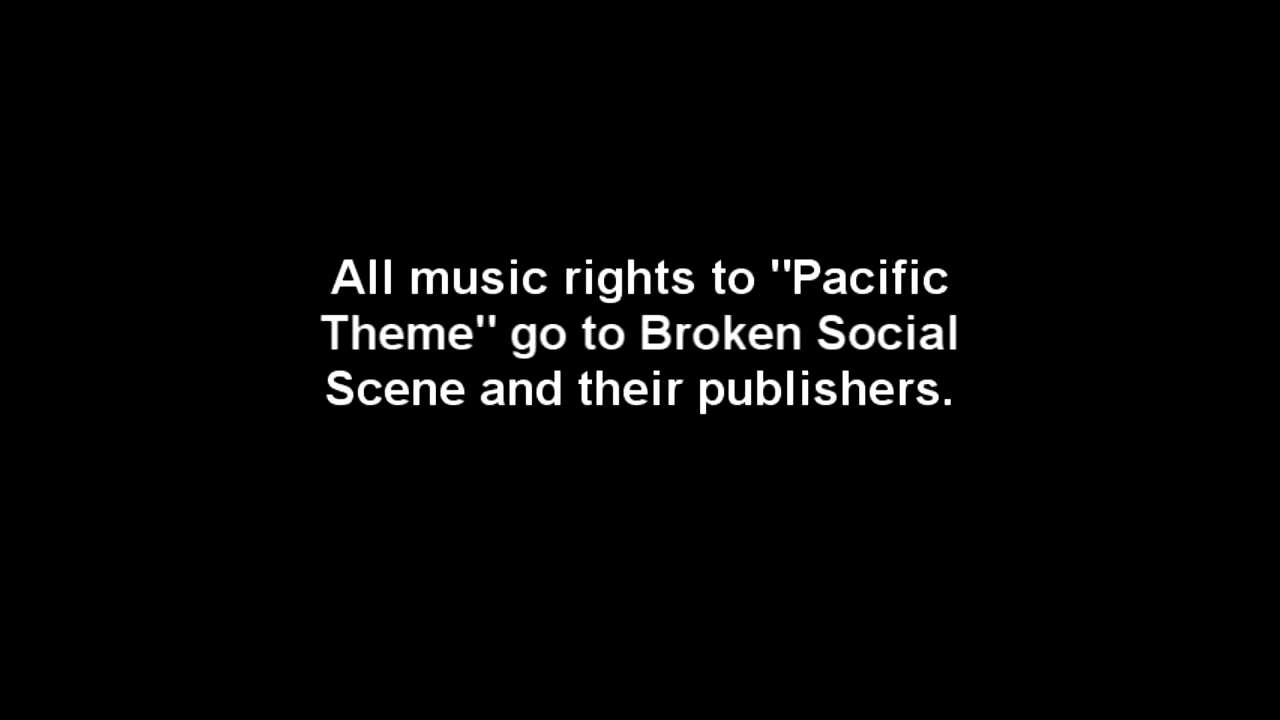 All music rights to "Pacific
Theme" go to Broken Social
Scene and their publishers.